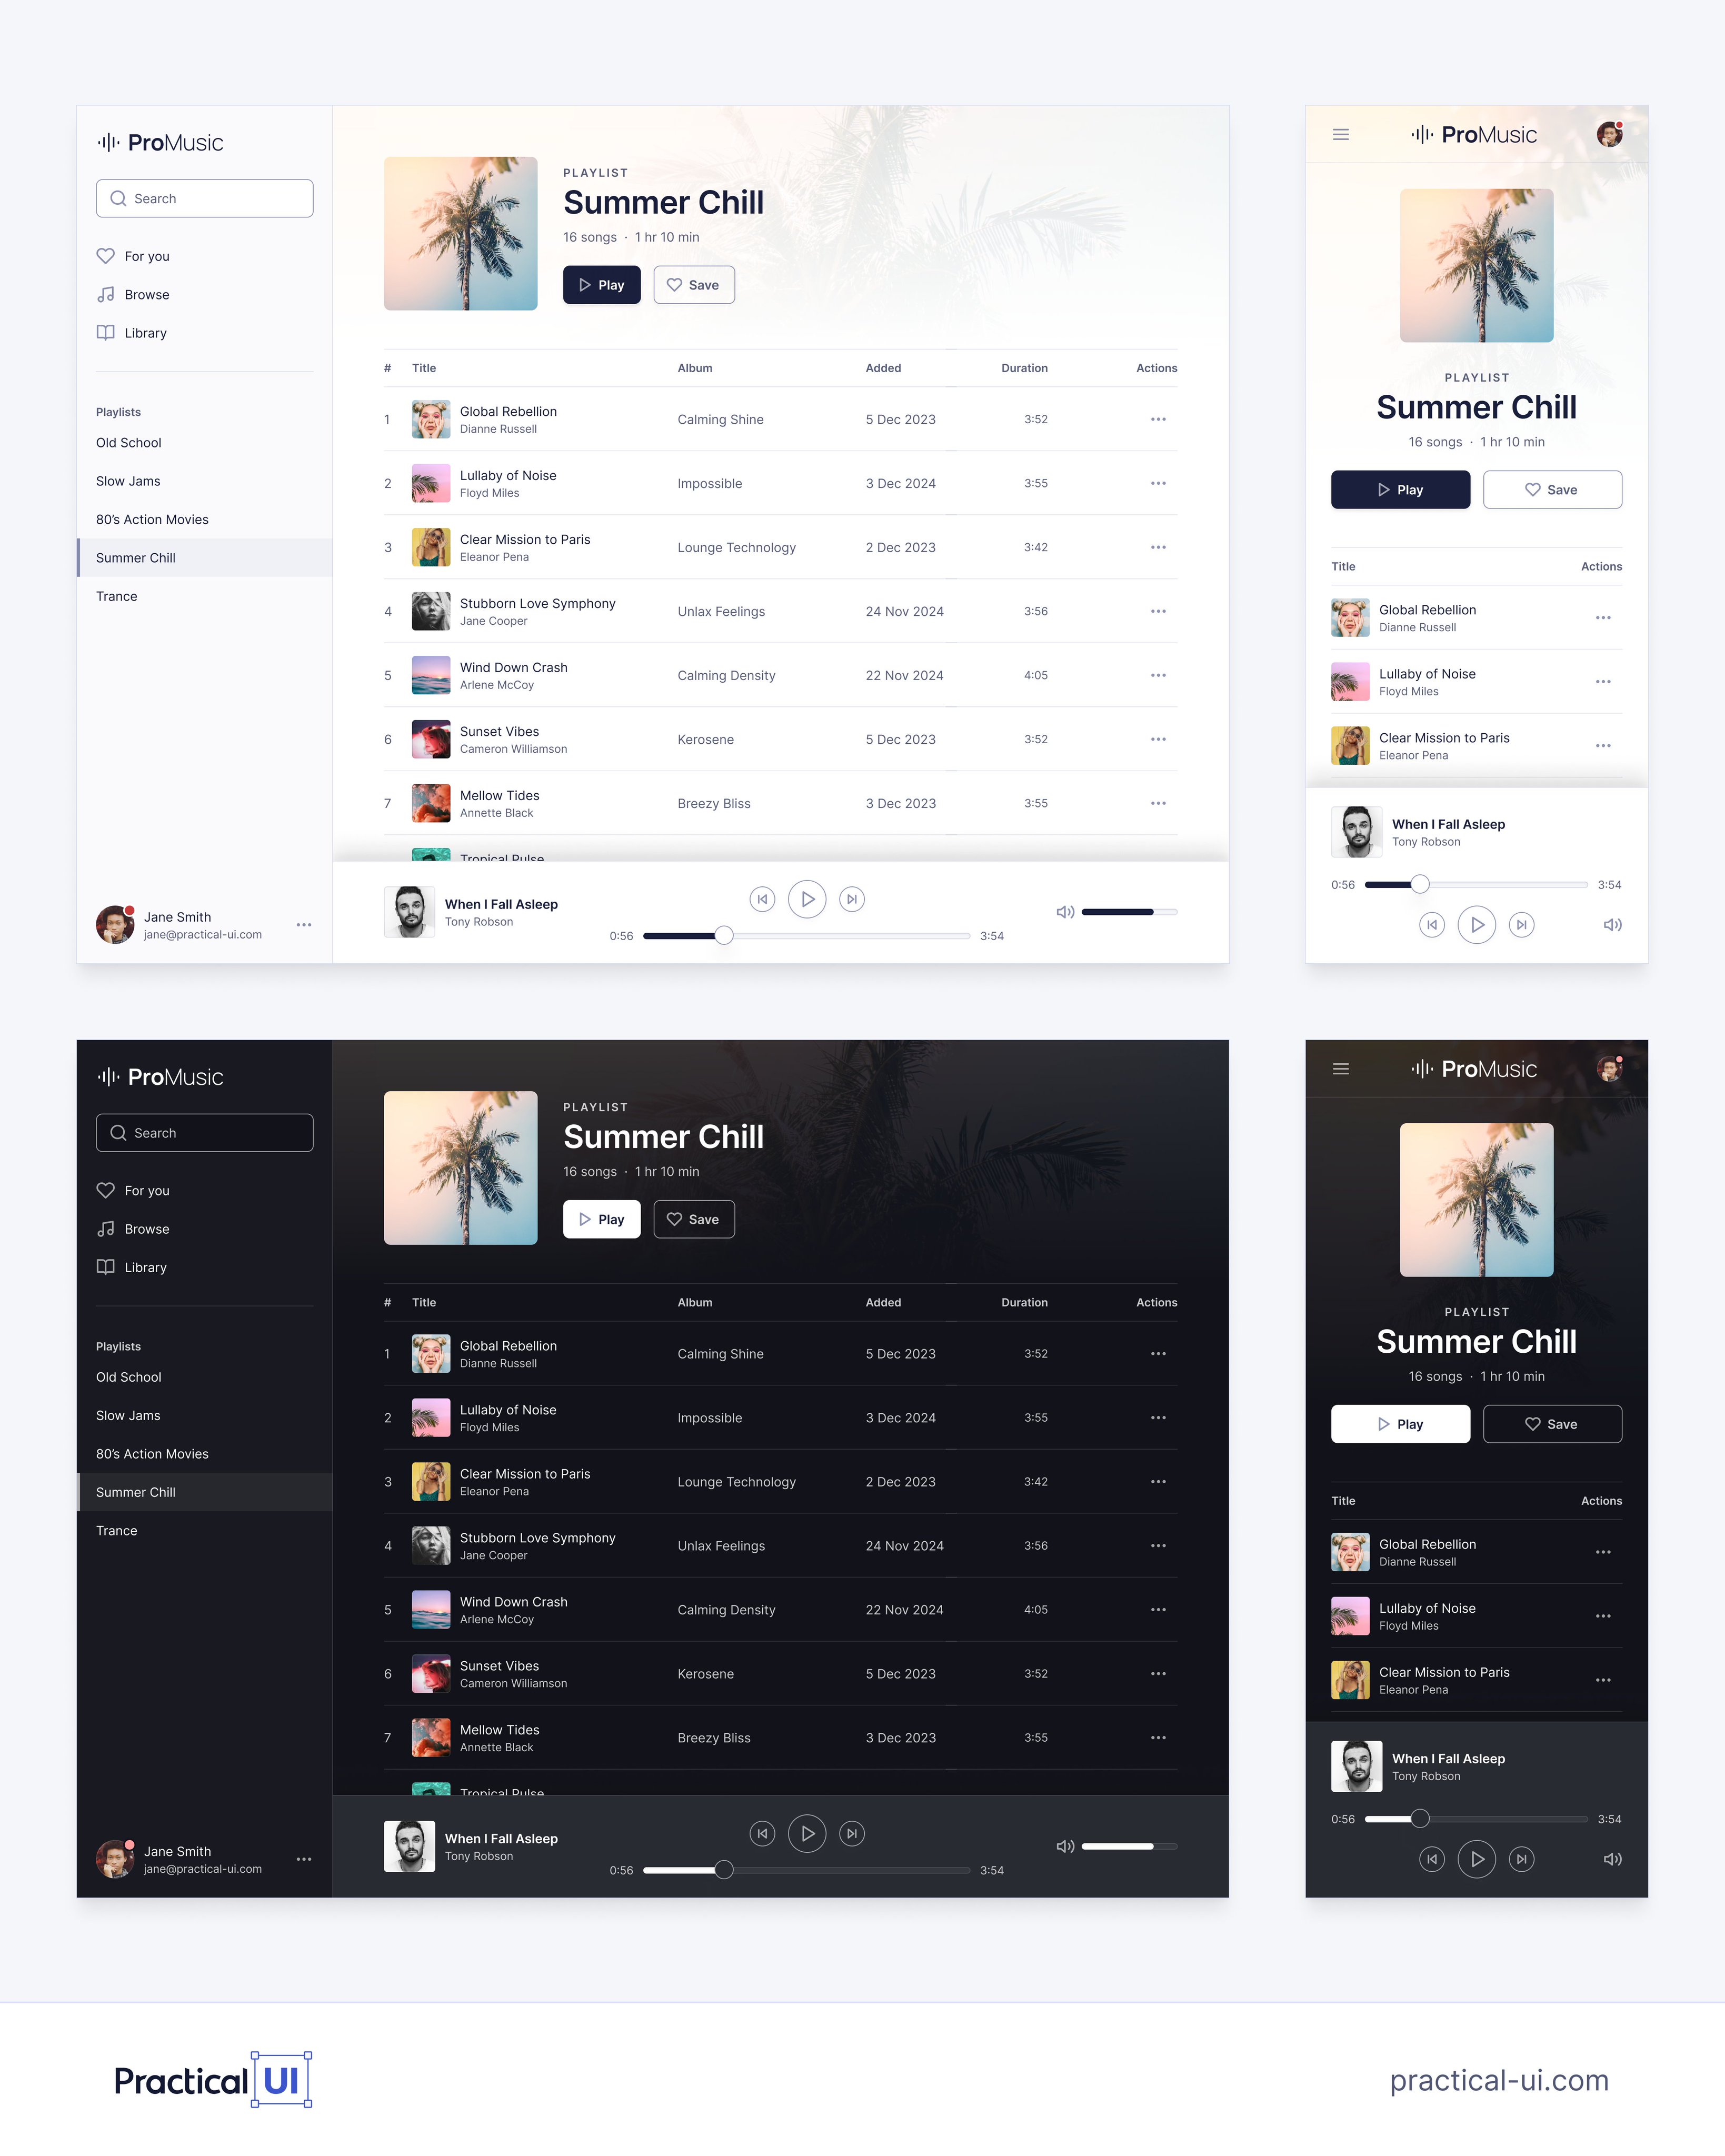 ProMusic
Search
For you
Browse
Library
Playlists
Old School
Slow Jams
80's Action Movies
Summer Chill
Trance
Jane Smith
jane@practical-ui.com
PLAYLIST
Summer Chill
16 songs · 1 hr 10 min
Play Save
# Title Album Added Duration Actions
1 Global Rebellion Calming Shine 5 Dec 2023 3:52
Dianne Russell
2 Lullaby of Noise Impossible 3 Dec 2024 3:55
Floyd Miles
3 Clear Mission to Paris Lounge Technology 2 Dec 2023 3:42
Eleanor Pena
4 Stubborn Love Symphony Unlax Feelings 24 Nov 2024 3:56
Jane Cooper
5 Wind Down Crash Calming Density 22 Nov 2024 4:05
Arlene McCoy
6 Sunset Vibes Kerosene 5 Dec 2023 3:52
Cameron Williamson
7 Mellow Tides Breezy Bliss 3 Dec 2023 3:55
Annette Black
Tropical Pulse
When I Fall Asleep
Tony Robson
0:56 3:54
ProMusic
PLAYLIST
Summer Chill
16 songs · 1 hr 10 min
Play Save
Title Actions
Global Rebellion
Dianne Russell
Lullaby of Noise
Floyd Miles
Clear Mission to Paris
Eleanor Pena
When I Fall Asleep
Tony Robson
0:56 3:54
ProMusic
Search
For you
Browse
Library
Playlists
Old School
Slow Jams
80's Action Movies
Summer Chill
Trance
Jane Smith
jane@practical-ui.com
PLAYLIST
Summer Chill
16 songs · 1 hr 10 min
Play Save
# Title Album Added Duration Actions
1 Global Rebellion Calming Shine 5 Dec 2023 3:52
Dianne Russell
2 Lullaby of Noise Impossible 3 Dec 2024 3:55
Floyd Miles
3 Clear Mission to Paris Lounge Technology 2 Dec 2023 3:42
Eleanor Pena
4 Stubborn Love Symphony Unlax Feelings 24 Nov 2024 3:56
Jane Cooper
5 Wind Down Crash Calming Density 22 Nov 2024 4:05
Arlene McCoy
6 Sunset Vibes Kerosene 5 Dec 2023 3:52
Cameron Williamson
7 Mellow Tides Breezy Bliss 3 Dec 2023 3:55
Annette Black
Tropical Pulse
When I Fall Asleep
Tony Robson
0:56 3:54
ProMusic
PLAYLIST
Summer Chill
16 songs · 1 hr 10 min
Play Save
Title Actions
Global Rebellion
Dianne Russell
Lullaby of Noise
Floyd Miles
Clear Mission to Paris
Eleanor Pena
When I Fall Asleep
Tony Robson
0:56 3:54
Practical UI
practical-ui.com